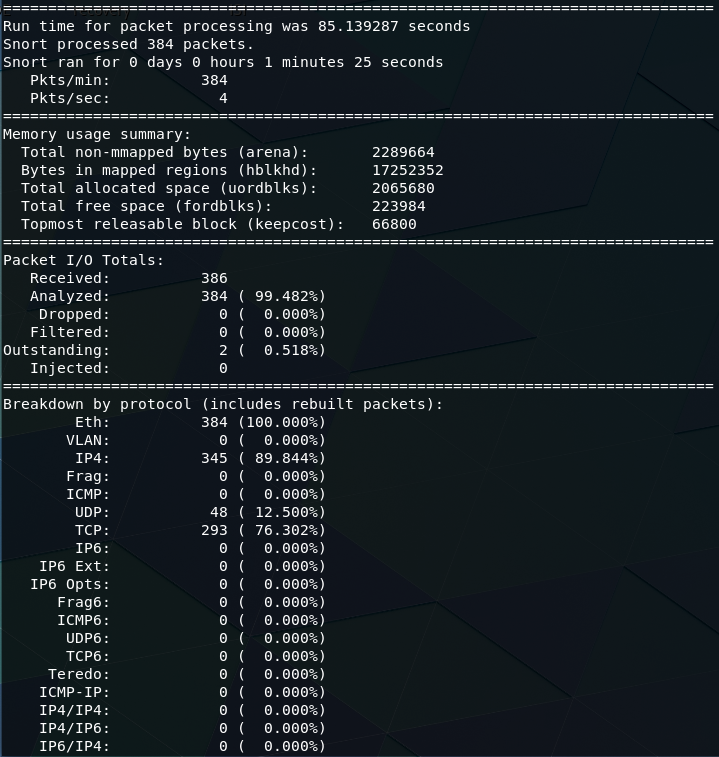 ===============================================================================
Run time for packet processing was 85.139287 seconds
Snort processed 384 packets.
Snort ran for 0 days 0 hours 1 minutes 25 seconds
   Pkts/min:          384
   Pkts/sec:            4
===============================================================================
Memory usage summary:
  Total non-mmapped bytes (arena):       2289664
  Bytes in mapped regions (hblkhd):      17252352
  Total allocated space (uordblks):      2065680
  Total free space (fordblks):           223984
  Topmost releasable block (keepcost):   66800
===============================================================================
Packet I/O Totals:
   Received:          386
   Analyzed:          384 ( 99.482%)
    Dropped:            0 (  0.000%)
   Filtered:            0 (  0.000%)
Outstanding:            2 (  0.518%)
   Injected:            0
===============================================================================
Breakdown by protocol (includes rebuilt packets):
        Eth:          384 (100.000%)
       VLAN:            0 (  0.000%)
        IP4:          345 ( 89.844%)
       Frag:            0 (  0.000%)
       ICMP:            0 (  0.000%)
        UDP:           48 ( 12.500%)
        TCP:          293 ( 76.302%)
        IP6:            0 (  0.000%)
    IP6 Ext:            0 (  0.000%)
   IP6 Opts:            0 (  0.000%)
      Frag6:            0 (  0.000%)
      ICMP6:            0 (  0.000%)
       UDP6:            0 (  0.000%)
       TCP6:            0 (  0.000%)
     Teredo:            0 (  0.000%)
    ICMP-IP:            0 (  0.000%)
    IP4/IP4:            0 (  0.000%)
    IP4/IP6:            0 (  0.000%)
    IP6/IP4:            0 (  0.000%)